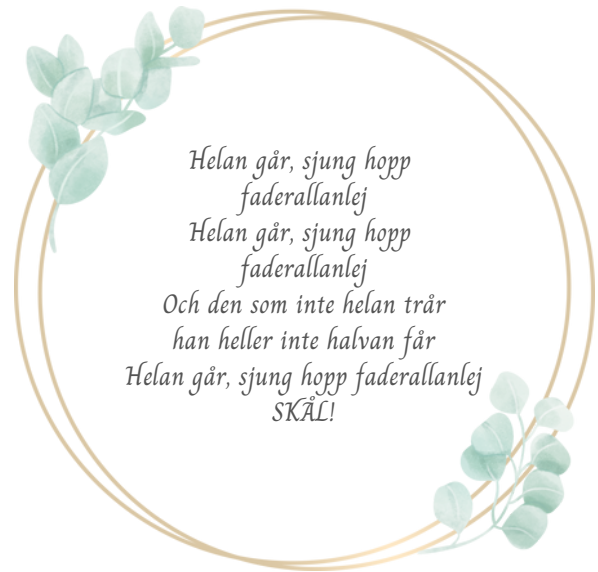 Helan går, sjung hopp
faderallanlej
Helan går, sjung hopp
faderallanlej
Och den som inte helan trår
han heller inte halvan får
Helan går, sjung hopp faderallanlej
SKÅL!